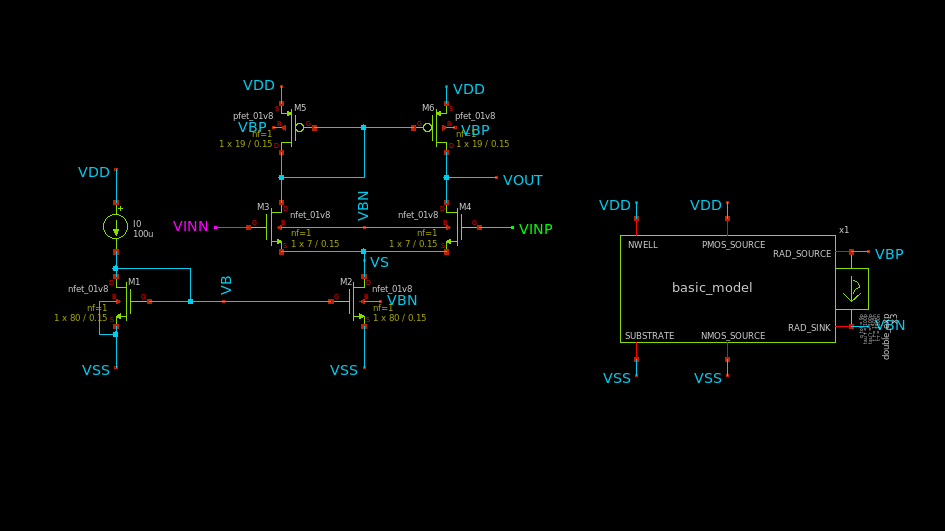 VDD
VDD
M5
M6
pfet_01v8
pfet_01v8
VBP
VBP
nf=1
nf=1
1 x 19 / 0.15
1 x 19 / 0.15
VDD
VOUT
VBN
M3
M4
nfet_01v8
nfet_01v8
I0
100u
VINN
VINP
nf=1
nf=1
1 x 7 / 0.15
1 x 7 / 0.15
VS
M1
M2
nfet_01v8
nfet_01v8
VB
VBN
nf=1
nf=1
1 x 80 / 0.15
1 x 80 / 0.15
VSS
VSS
VDD
VDD
x1
NWELL
PMOS_SOURCE
RAD_SOURCE
VBP
basic_model
RAD_SINK
VBN
SUBSTRATE
NMOS_SOURCE
VSS
VSS